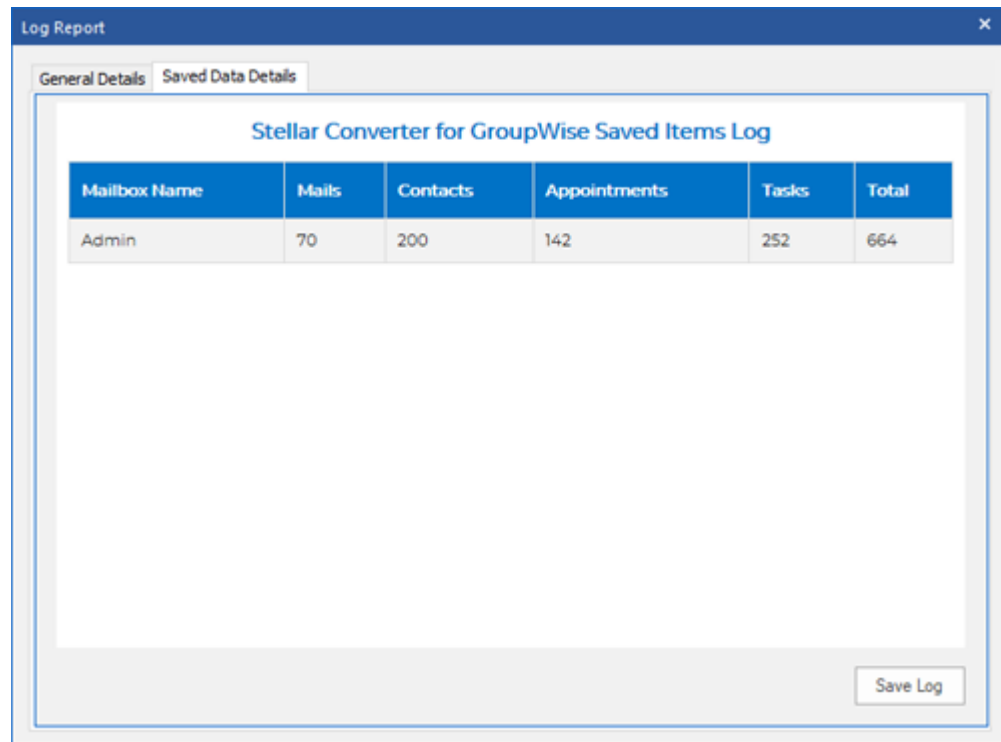 Log Report
General Details Saved Data Details
Stellar Converter for GroupWise Saved Items Log
Mailbox Name Mails Contacts Appointments Tasks Total
Admin 70 200 142 252 664
Save Log